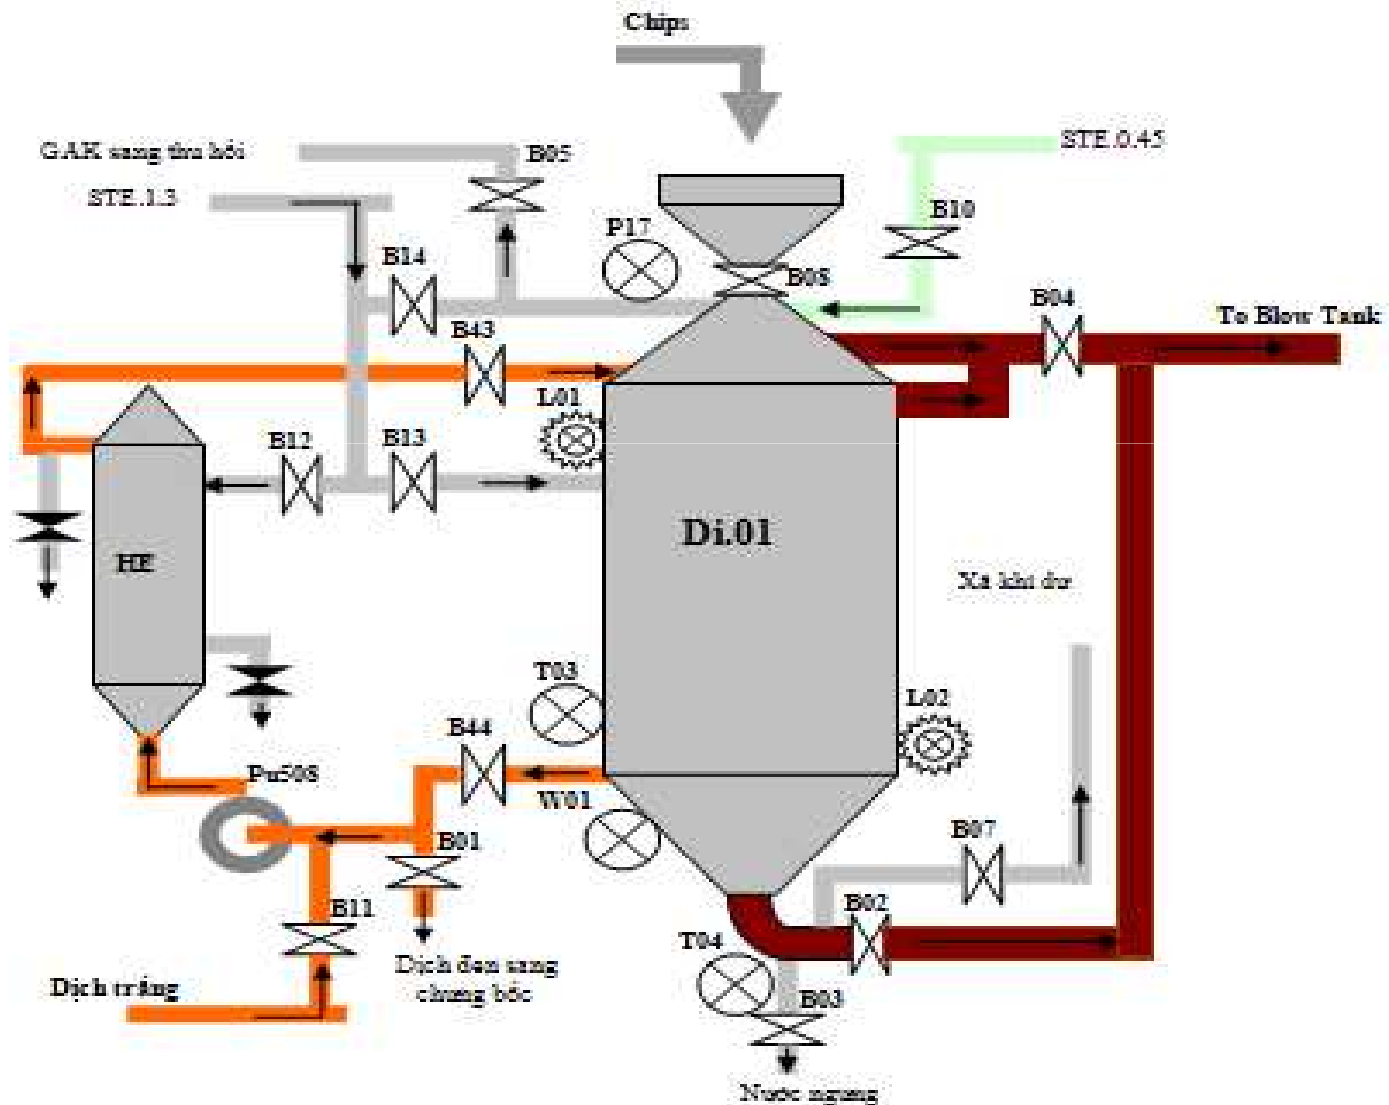 Chips
GAK sang thu hồi
B05
STE.0.45
STE.1.3
B10
P17
B14
B08
B04
To Blow Tank
B43
L01
B12
B13
Di.01
HE
Xả khí dư
T03
L02
B44
Pu508
W01
B01
B07
B11
B02
T04
Dịch đen sang
chưng bốc
Dịch trắng
B03
Nước ngưng